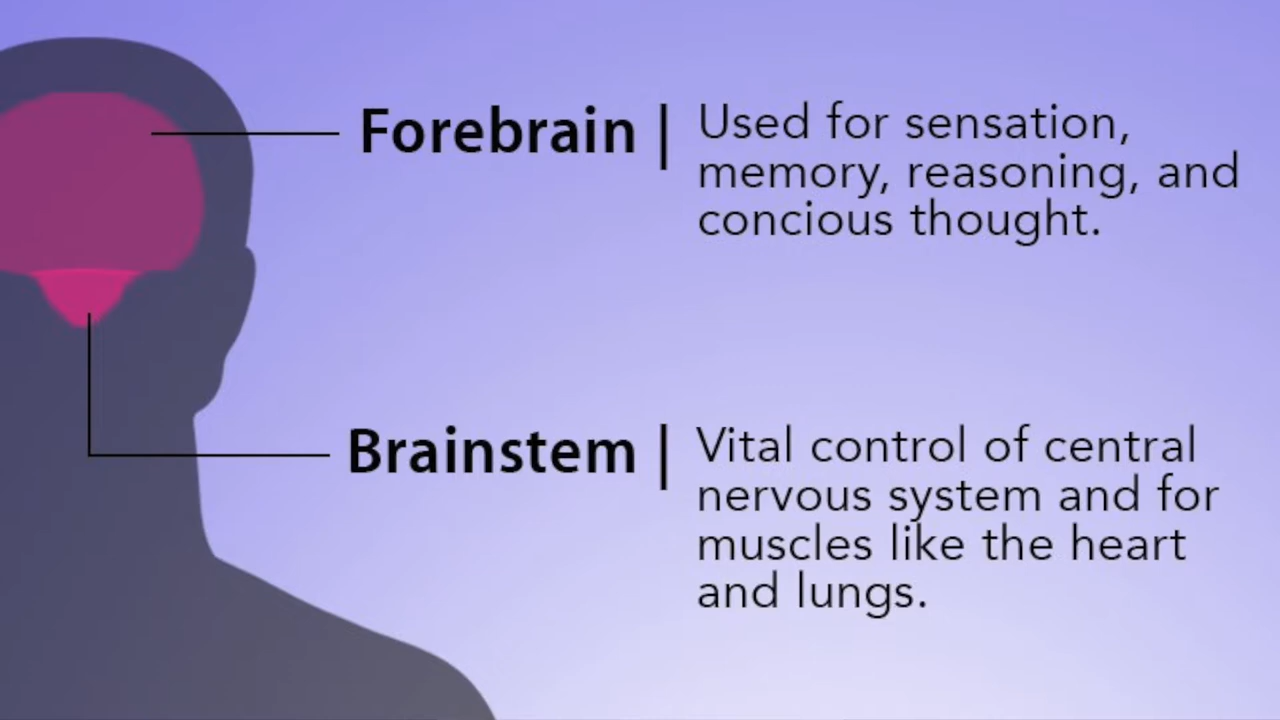 Forebrain | Used for sensation,
memory, reasoning, and
concious thought.
Brainstem | Vital control of central
nervous system and for
muscles like the heart
and lungs.